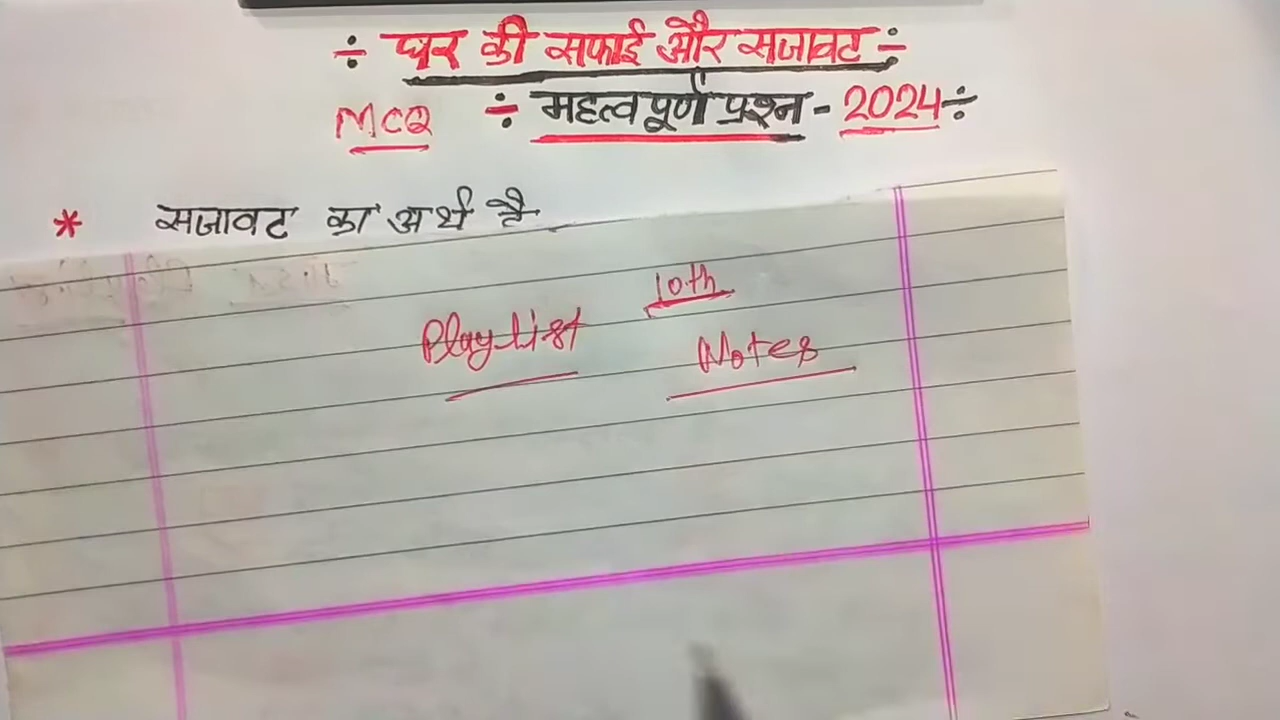 ÷ घर की सफाई और सजावट ÷
MCQ ÷ महत्वपूर्ण प्रश्न - 2024 ÷
* सजावट का अर्थ है
10th
Playlist Notes